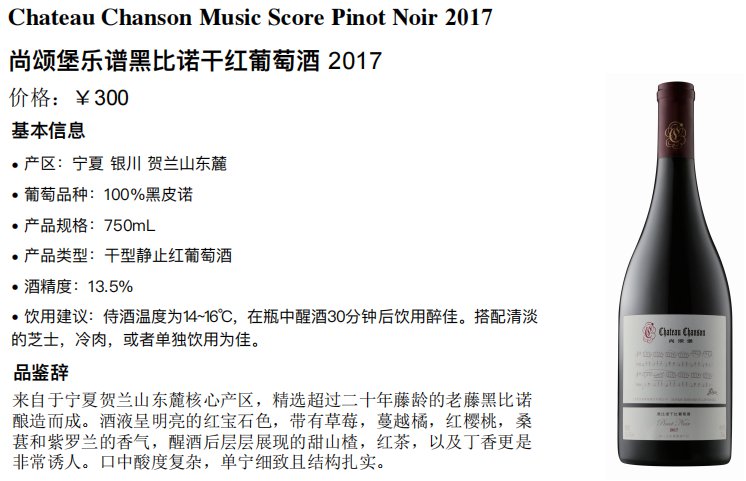 Chateau Chanson Music Score Pinot Noir 2017
尚颂堡乐谱黑比诺干红葡萄酒 2017
价格：￥300
基本信息
• 产区：宁夏 银川 贺兰山东麓
• 葡萄品种：100%黑皮诺
• 产品规格：750mL
• 产品类型：干型静止红葡萄酒
• 酒精度：13.5%
• 饮用建议：侍酒温度为14~16℃，在瓶中醒酒30分钟后饮用醉佳。搭配清淡
的芝士，冷肉，或者单独饮用为佳。
品鉴辞
来自于宁夏贺兰山东麓核心产区，精选超过二十年藤龄的老藤黑比诺
酿造而成。酒液呈明亮的红宝石色，带有草莓，蔓越橘，红樱桃，桑
葚和紫罗兰的香气，醒酒后层层展现的甜山楂，红茶，以及丁香更是
非常诱人。口中酸度复杂，单宁细致且结构扎实。
Chateau Chanson
尚颂堡
黑比诺干红葡萄酒
Pinot Noir
2017